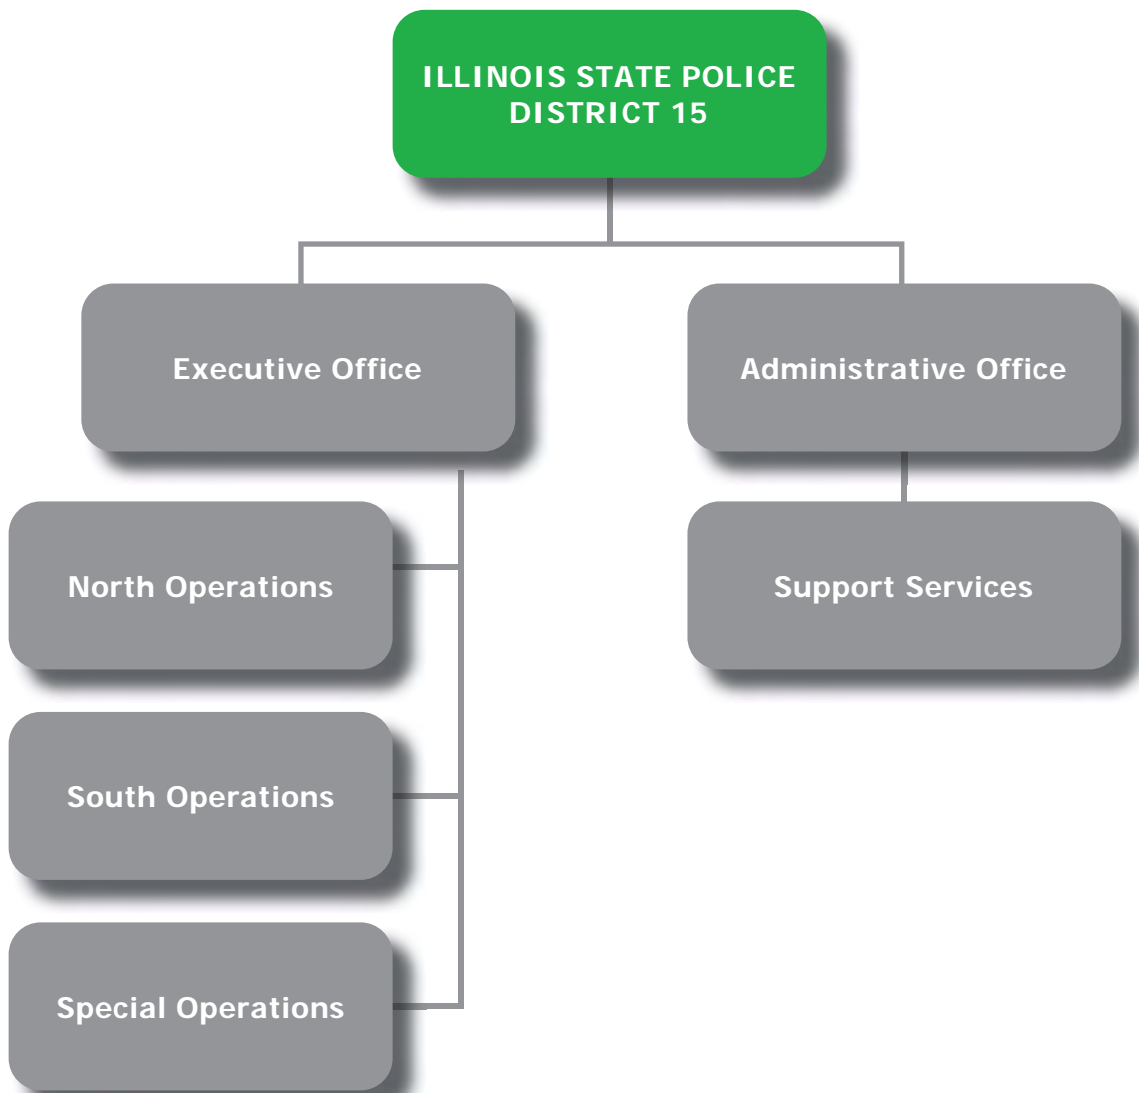 ILLINOIS STATE POLICE
DISTRICT 15
Executive Office
Administrative Office
North Operations
Support Services
South Operations
Special Operations